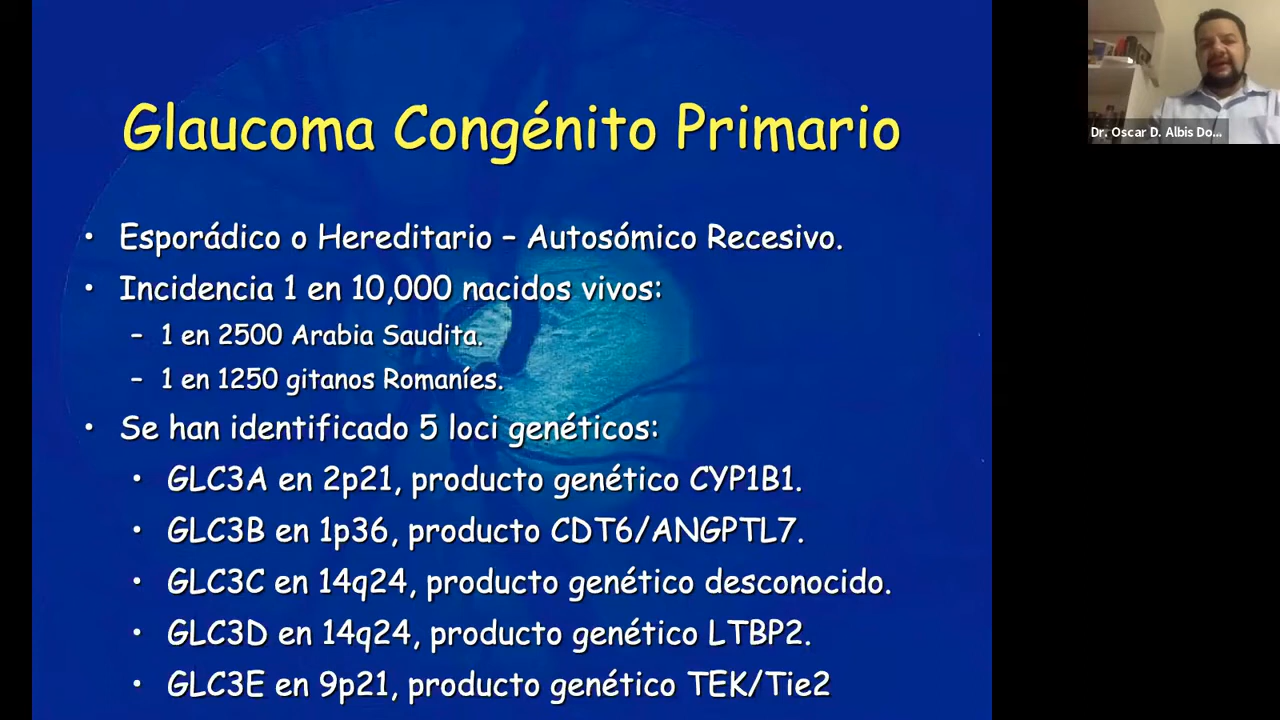 Glaucoma Congénito Primario
• Esporádico o Hereditario – Autosómico Recesivo.
• Incidencia 1 en 10,000 nacidos vivos:
– 1 en 2500 Arabia Saudita.
– 1 en 1250 gitanos Romaníes.
• Se han identificado 5 loci genéticos:
• GLC3A en 2p21, producto genético CYP1B1.
• GLC3B en 1p36, producto CDT6/ANGPTL7.
• GLC3C en 14q24, producto genético desconocido.
• GLC3D en 14q24, producto genético LTBP2.
• GLC3E en 9p21, producto genético TEK/Tie2
Dr. Oscar D. Albis Do...